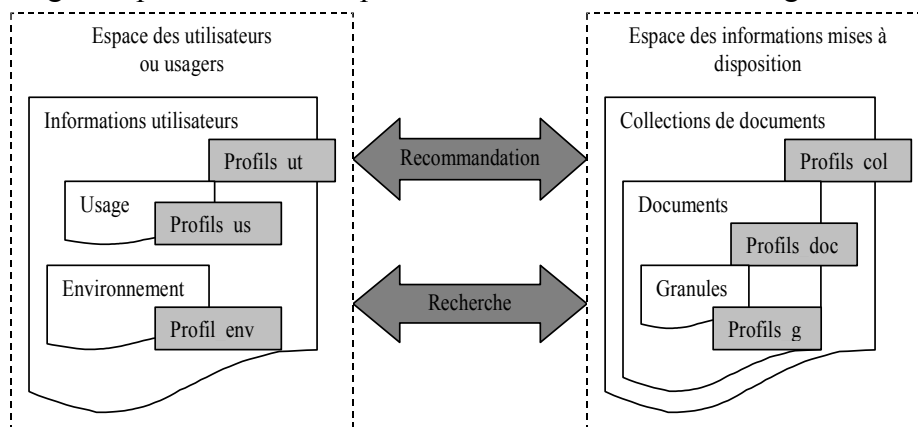 Espace des utilisateurs
ou usagers
Informations utilisateurs
Profils ut
Usage
Profils us
Environnement
Profil env
Recommandation
Recherche
Espace des informations mises à
disposition
Collections de documents
Profils col
Documents
Profils doc
Granules
Profils g